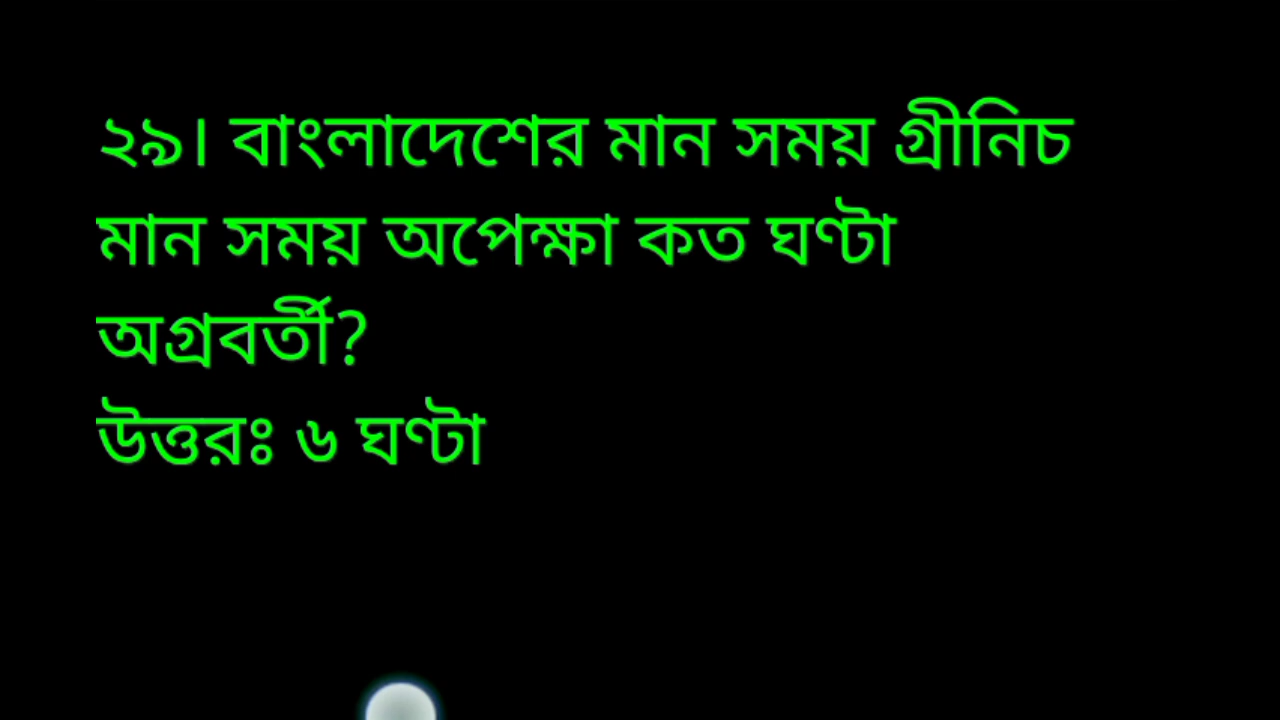 ২৯। বাংলাদেশের মান সময় গ্রীনিচ
মান সময় অপেক্ষা কত ঘণ্টা
অগ্রবর্তী?
উত্তরঃ ৬ ঘণ্টা